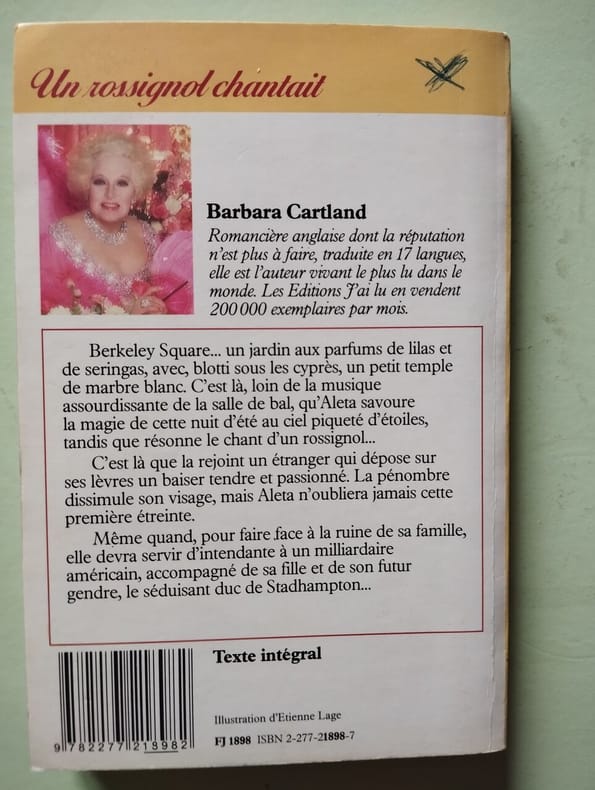 Un rossignol chantait
Barbara Cartland
Romancière anglaise dont la réputation
n'est plus à faire, traduite en 17 langues,
elle est l'auteur vivant le plus lu dans le
monde. Les Editions J'ai lu en vendent
200 000 exemplaires par mois.
Berkeley Square... un jardin aux parfums de lilas et
de seringas, avec, blotti sous les cyprès, un petit temple
de marbre blanc. C'est là, loin de la musique
assourdissante de la salle de bal, qu'Aleta savoure
la magie de cette nuit d'été au ciel piqueté d'étoiles,
tandis que résonne le chant d'un rossignol...
C'est là que la rejoint un étranger qui dépose sur
ses lèvres un baiser tendre et passionné. La pénombre
dissimule son visage, mais Aleta n'oubliera jamais cette
première étreinte.
Même quand, pour faire face à la ruine de sa famille,
elle devra servir d'intendante à un milliardaire
américain, accompagné de sa fille et de son futur
gendre, le séduisant duc de Stadhampton...
Texte intégral
Illustration d'Etienne Lage
FJ 1898 ISBN 2-277-21898-7
9 782277 218982